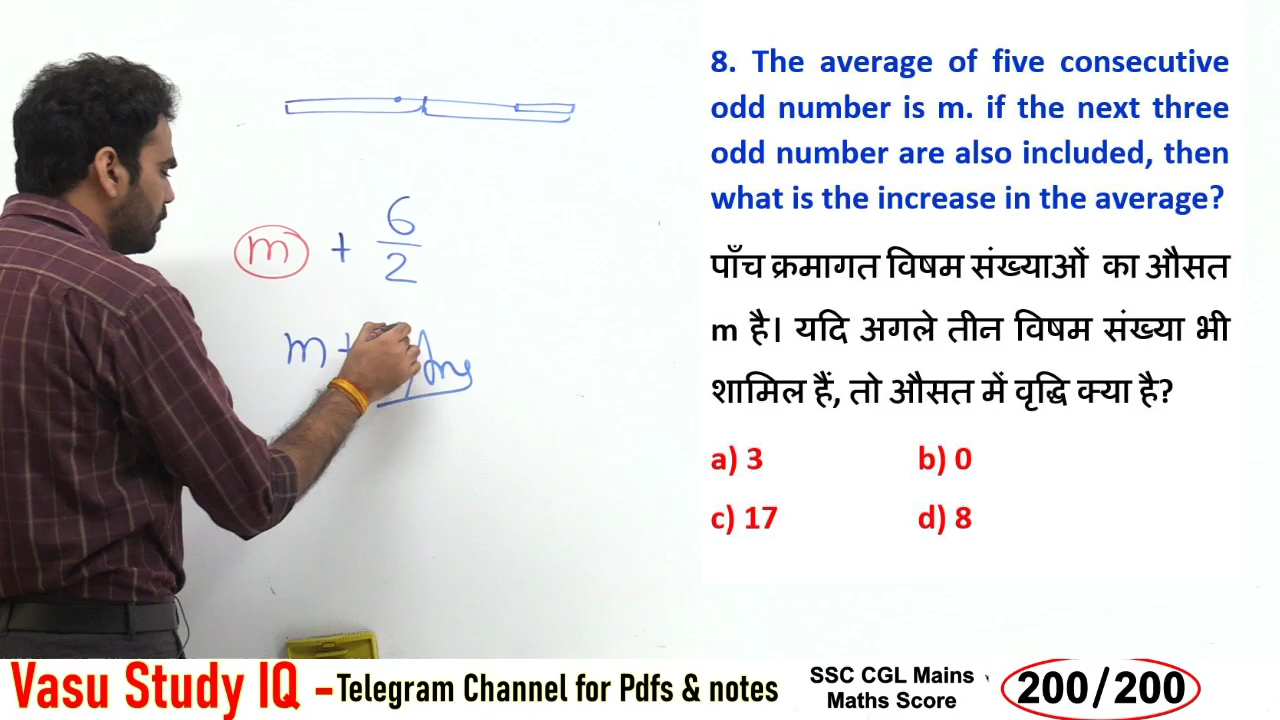 m + 6/2
m +
Ans
8. The average of five consecutive
odd number is m. if the next three
odd number are also included, then
what is the increase in the average?
पाँच क्रमागत विषम संख्याओं का औसत
m है। यदि अगले तीन विषम संख्या भी
शामिल हैं, तो औसत में वृद्धि क्या है?
a) 3 b) 0
c) 17 d) 8
Vasu Study IQ – Telegram Channel for Pdfs & notes
SSC CGL Mains
Maths Score
200/200